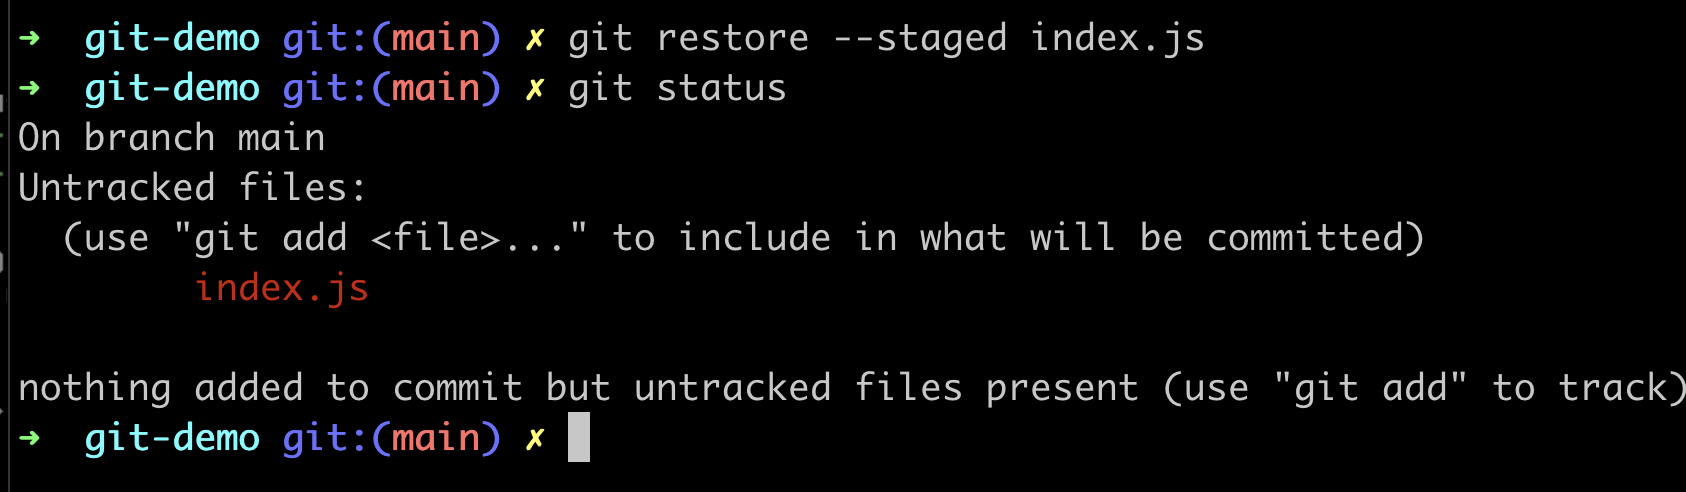 ➜  git-demo git:(main) ✗ git restore --staged index.js
➜  git-demo git:(main) ✗ git status
On branch main
Untracked files:
  (use "git add <file>..." to include in what will be committed)
        index.js

nothing added to commit but untracked files present (use "git add" to track)
➜  git-demo git:(main) ✗